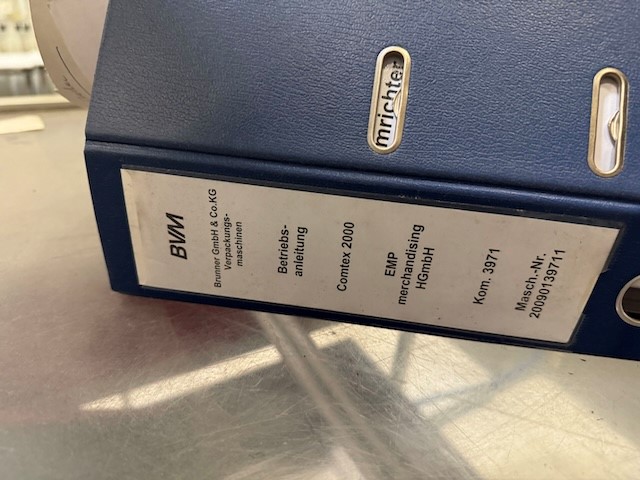 BVM
Brunner GmbH & Co.KG
Verpackungs-
maschinen
Betriebs-
anleitung
Comtex 2000
EMP
merchandising
HGmbH
Kom. 3971
Masch.-Nr.
20090139711
mrichter